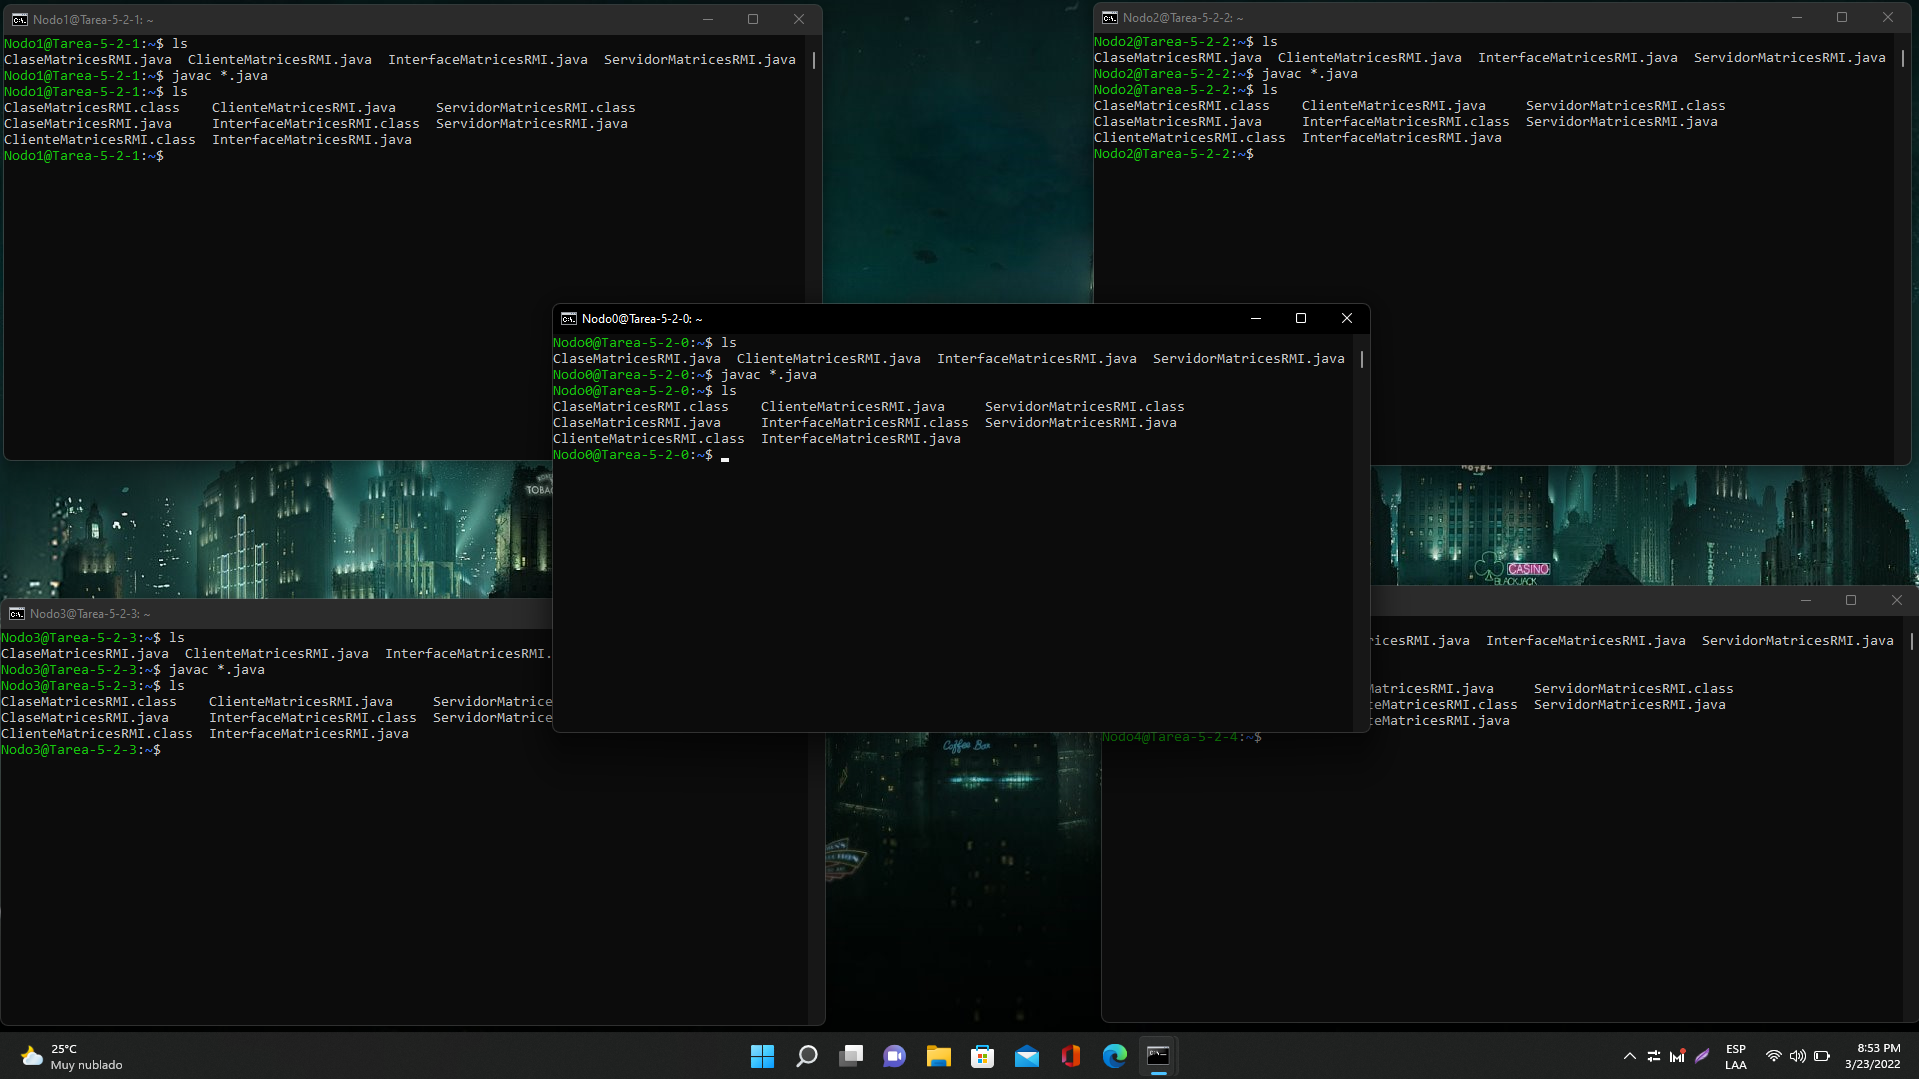 Nodo1@Tarea-5-2-1: ~
Nodo1@Tarea-5-2-1:~$ ls
ClaseMatricesRMI.java  ClienteMatricesRMI.java  InterfaceMatricesRMI.java  ServidorMatricesRMI.java
Nodo1@Tarea-5-2-1:~$ javac *.java
Nodo1@Tarea-5-2-1:~$ ls
ClaseMatricesRMI.class    ClienteMatricesRMI.java     ServidorMatricesRMI.class
ClaseMatricesRMI.java     InterfaceMatricesRMI.class  ServidorMatricesRMI.java
ClienteMatricesRMI.class  InterfaceMatricesRMI.java
Nodo1@Tarea-5-2-1:~$
Nodo2@Tarea-5-2-2: ~
Nodo2@Tarea-5-2-2:~$ ls
ClaseMatricesRMI.java  ClienteMatricesRMI.java  InterfaceMatricesRMI.java  ServidorMatricesRMI.java
Nodo2@Tarea-5-2-2:~$ javac *.java
Nodo2@Tarea-5-2-2:~$ ls
ClaseMatricesRMI.class    ClienteMatricesRMI.java     ServidorMatricesRMI.class
ClaseMatricesRMI.java     InterfaceMatricesRMI.class  ServidorMatricesRMI.java
ClienteMatricesRMI.class  InterfaceMatricesRMI.java
Nodo2@Tarea-5-2-2:~$
Nodo0@Tarea-5-2-0: ~
Nodo0@Tarea-5-2-0:~$ ls
ClaseMatricesRMI.java  ClienteMatricesRMI.java  InterfaceMatricesRMI.java  ServidorMatricesRMI.java
Nodo0@Tarea-5-2-0:~$ javac *.java
Nodo0@Tarea-5-2-0:~$ ls
ClaseMatricesRMI.class    ClienteMatricesRMI.java     ServidorMatricesRMI.class
ClaseMatricesRMI.java     InterfaceMatricesRMI.class  ServidorMatricesRMI.java
ClienteMatricesRMI.class  InterfaceMatricesRMI.java
Nodo0@Tarea-5-2-0:~$
TOBAC
HOTEL
CASINO
BLACKJACK
Nodo3@Tarea-5-2-3: ~
Nodo3@Tarea-5-2-3:~$ ls
ClaseMatricesRMI.java  ClienteMatricesRMI.java  InterfaceMatricesRMI.
Nodo3@Tarea-5-2-3:~$ javac *.java
Nodo3@Tarea-5-2-3:~$ ls
ClaseMatricesRMI.class    ClienteMatricesRMI.java     ServidorMatrice
ClaseMatricesRMI.java     InterfaceMatricesRMI.class  ServidorMatrice
ClienteMatricesRMI.class  InterfaceMatricesRMI.java
Nodo3@Tarea-5-2-3:~$
ricesRMI.java  InterfaceMatricesRMI.java  ServidorMatricesRMI.java
MatricesRMI.java     ServidorMatricesRMI.class
ceMatricesRMI.class  ServidorMatricesRMI.java
ceMatricesRMI.java
Nodo4@Tarea-5-2-4:~$
Coffee Box
25°C
Muy nublado
ESP
LAA
8:53 PM
3/23/2022